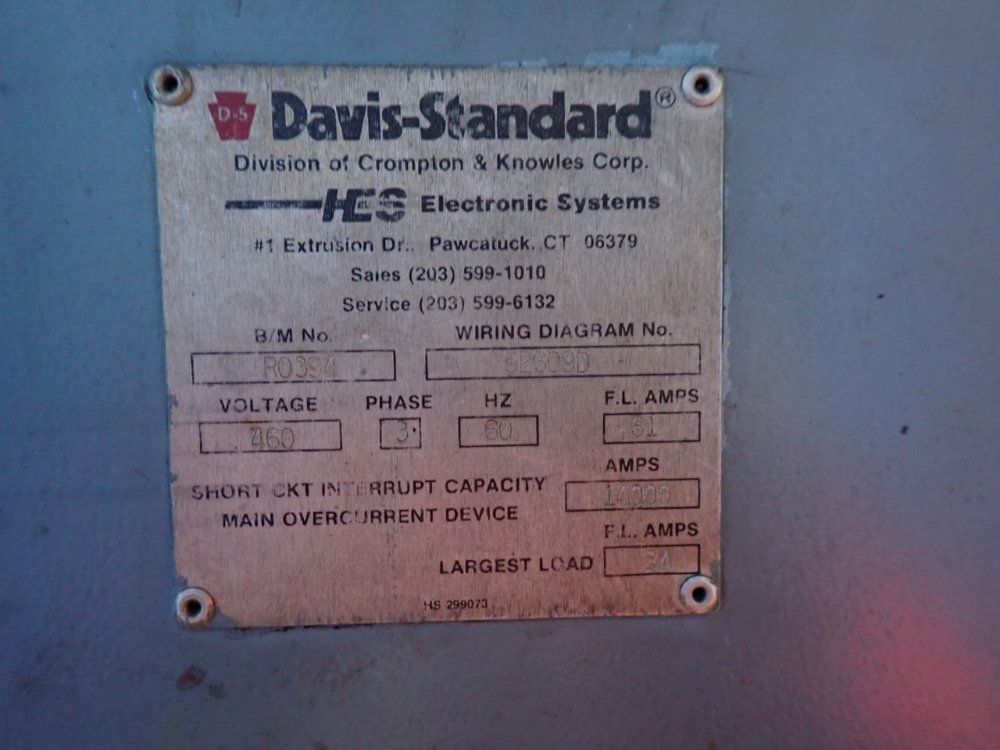 D-S Davis-Standard®
Division of Crompton & Knowles Corp.
HES Electronic Systems
#1 Extrusion Dr., Pawcatuck, CT 06379
Sales (203) 599-1010
Service (203) 599-6132
B/M No. WIRING DIAGRAM No.
R0394 62609D
VOLTAGE PHASE HZ F.L. AMPS
460 3 60 61
AMPS
SHORT CKT INTERRUPT CAPACITY 14000
MAIN OVERCURRENT DEVICE
F.L. AMPS
LARGEST LOAD 34
HS 299073